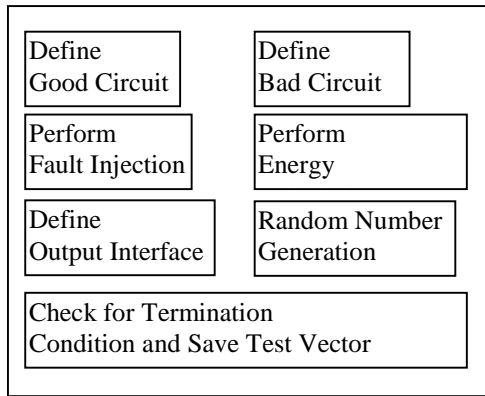 Define
Good Circuit
Define
Bad Circuit
Perform
Fault Injection
Perform
Energy
Define
Output Interface
Random Number
Generation
Check for Termination
Condition and Save Test Vector